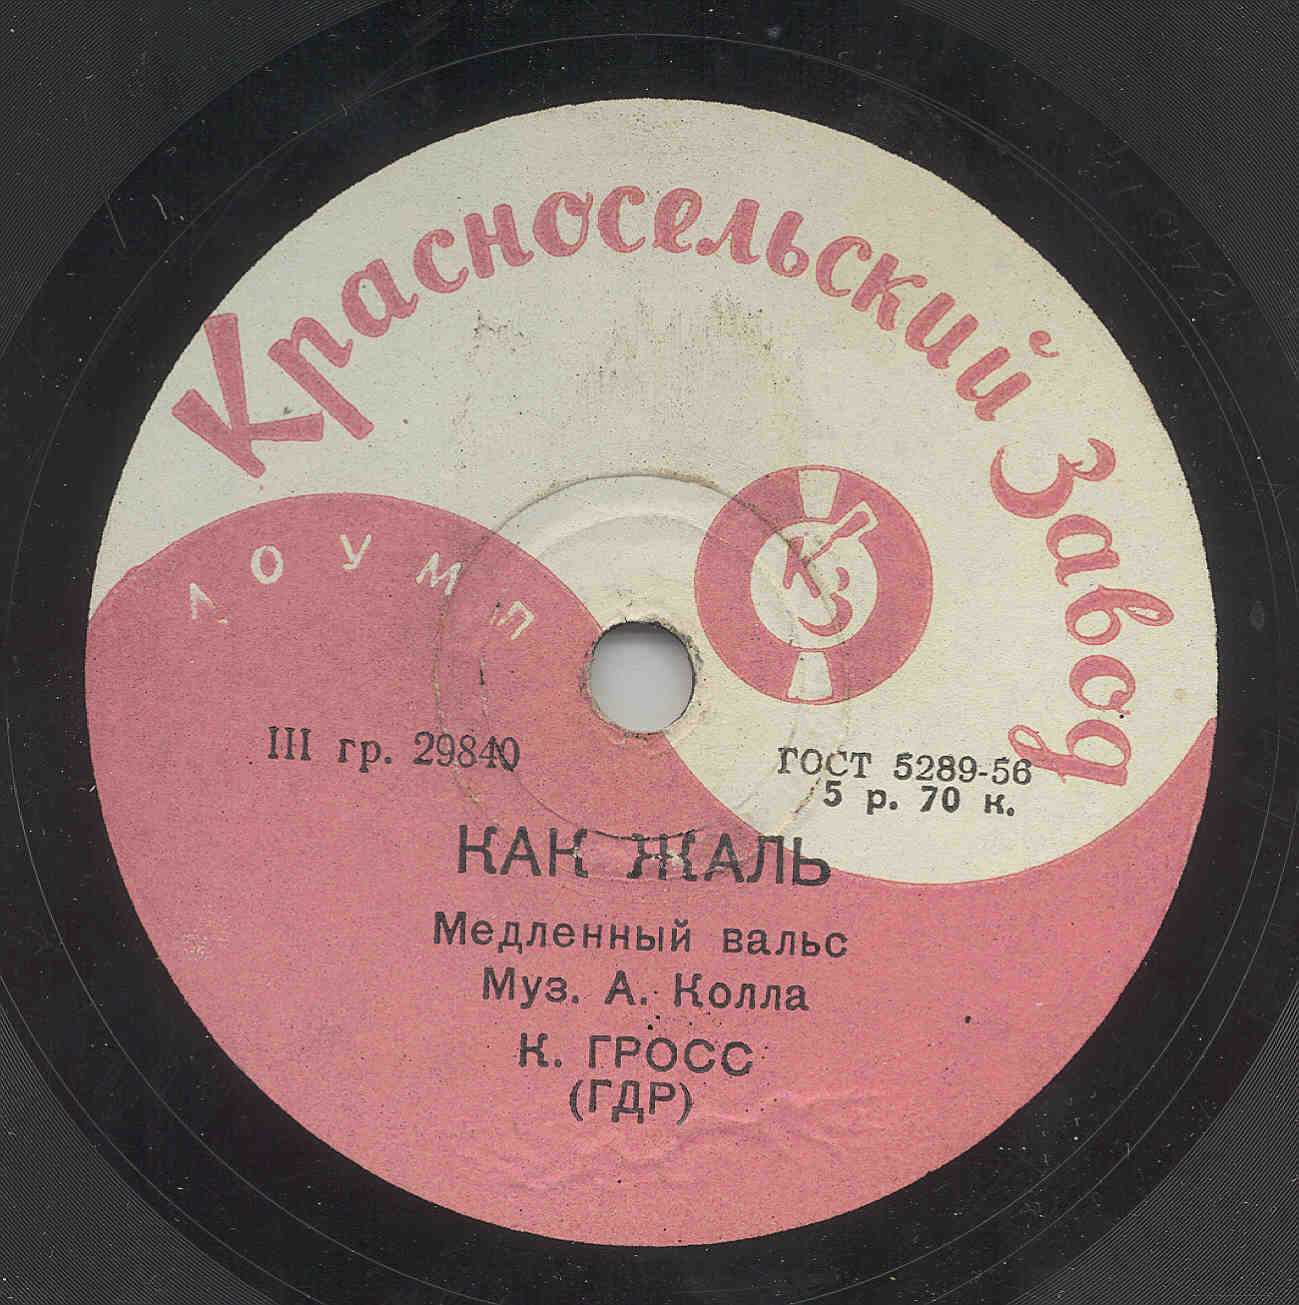 Красносельский Завод
ЛОУМП
КЗ
III гр. 29840
ГОСТ 5289-56
5 р. 70 к.
КАК ЖАЛЬ
Медленный вальс
Муз. А. Колла
К. ГРОСС
(ГДР)